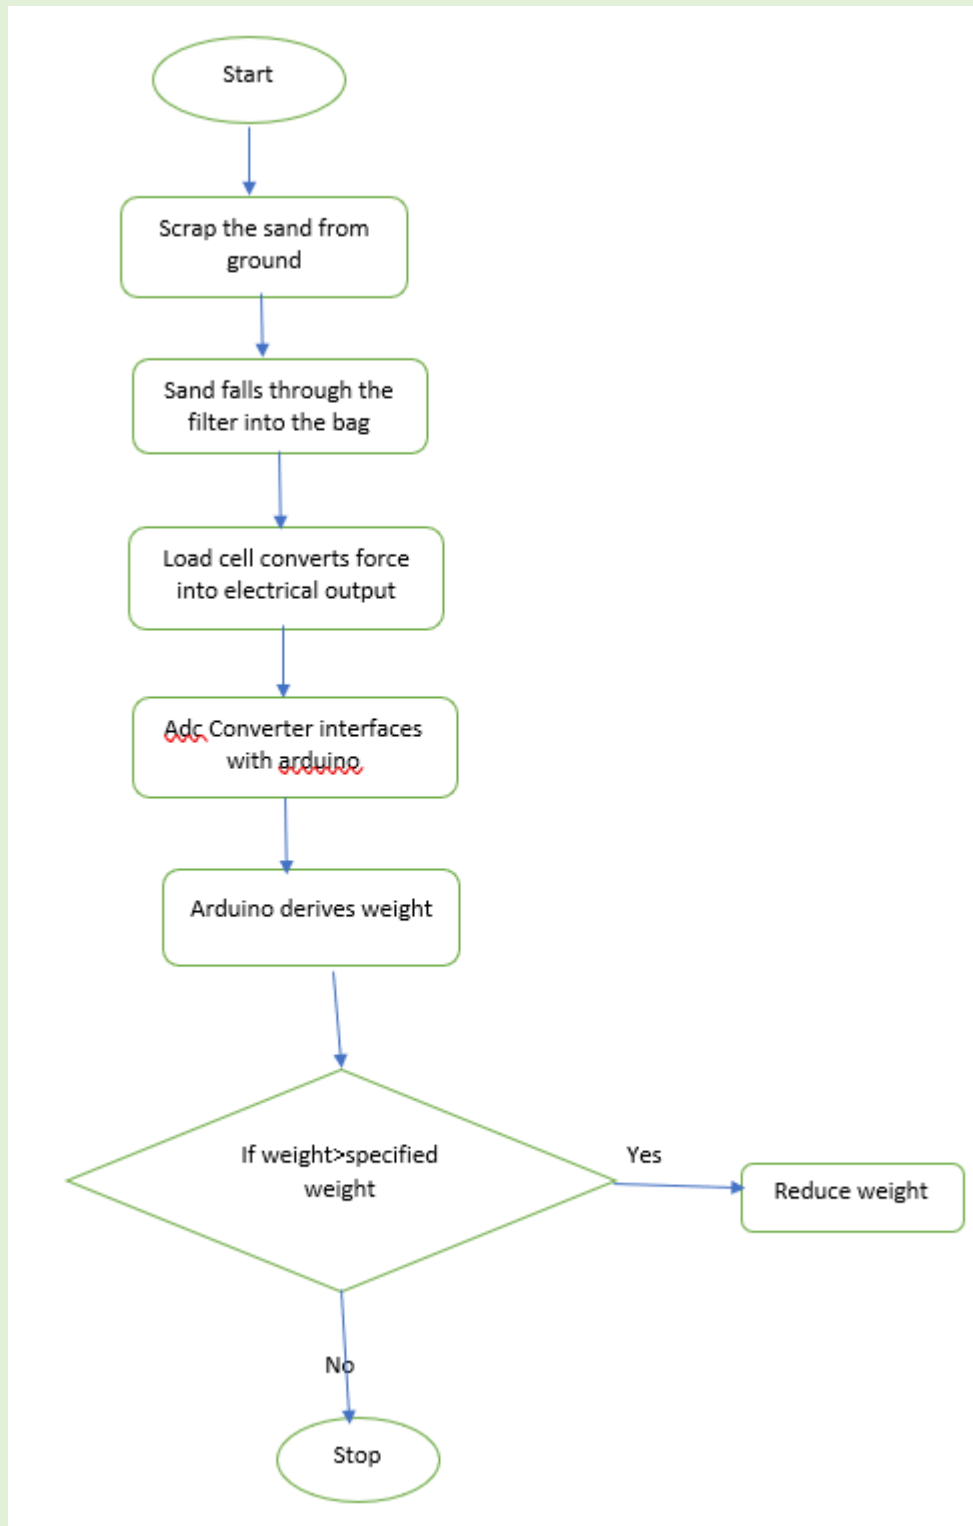 Start
Scrap the sand from
ground
Sand falls through the
filter into the bag
Load cell converts force
into electrical output
Adc Converter interfaces
with arduino
Arduino derives weight
If weight>specified
weight
Yes
Reduce weight
No
Stop